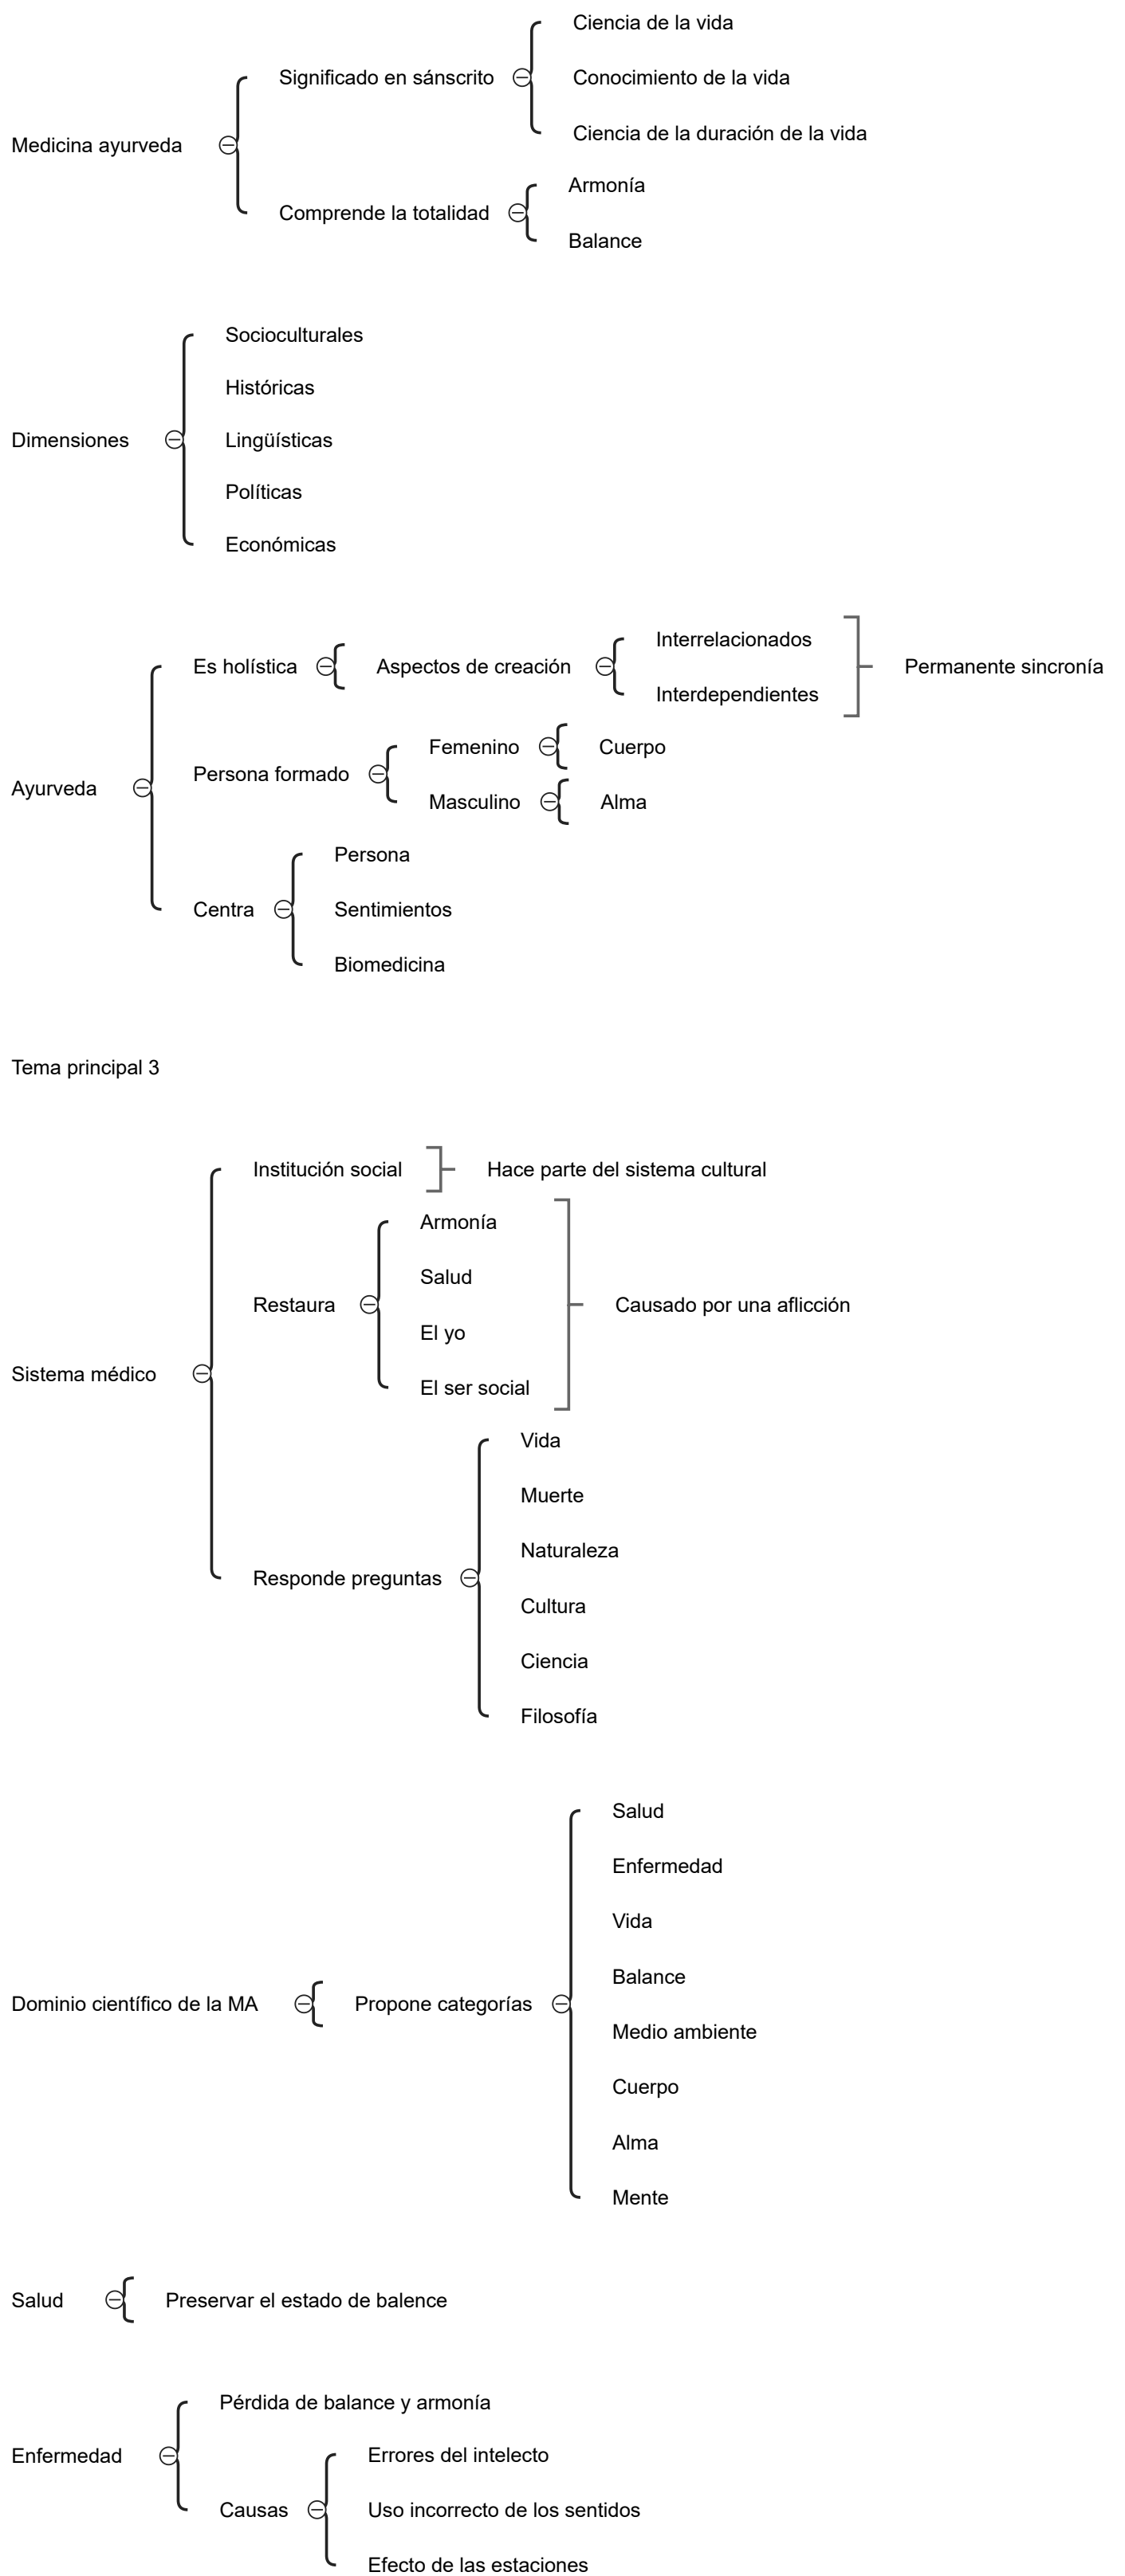 Medicina ayurveda
Significado en sánscrito
Ciencia de la vida
Conocimiento de la vida
Ciencia de la duración de la vida
Comprende la totalidad
Armonía
Balance
Dimensiones
Socioculturales
Históricas
Lingüísticas
Políticas
Económicas
Ayurveda
Es holística
Aspectos de creación
Interrelacionados
Interdependientes
Permanente sincronía
Persona formado
Femenino
Cuerpo
Masculino
Alma
Centra
Persona
Sentimientos
Biomedicina
Tema principal 3
Sistema médico
Institución social
Hace parte del sistema cultural
Restaura
Armonía
Salud
El yo
El ser social
Causado por una aflicción
Responde preguntas
Vida
Muerte
Naturaleza
Cultura
Ciencia
Filosofía
Dominio científico de la MA
Propone categorías
Salud
Enfermedad
Vida
Balance
Medio ambiente
Cuerpo
Alma
Mente
Salud
Preservar el estado de balence
Enfermedad
Pérdida de balance y armonía
Causas
Errores del intelecto
Uso incorrecto de los sentidos
Efecto de las estaciones